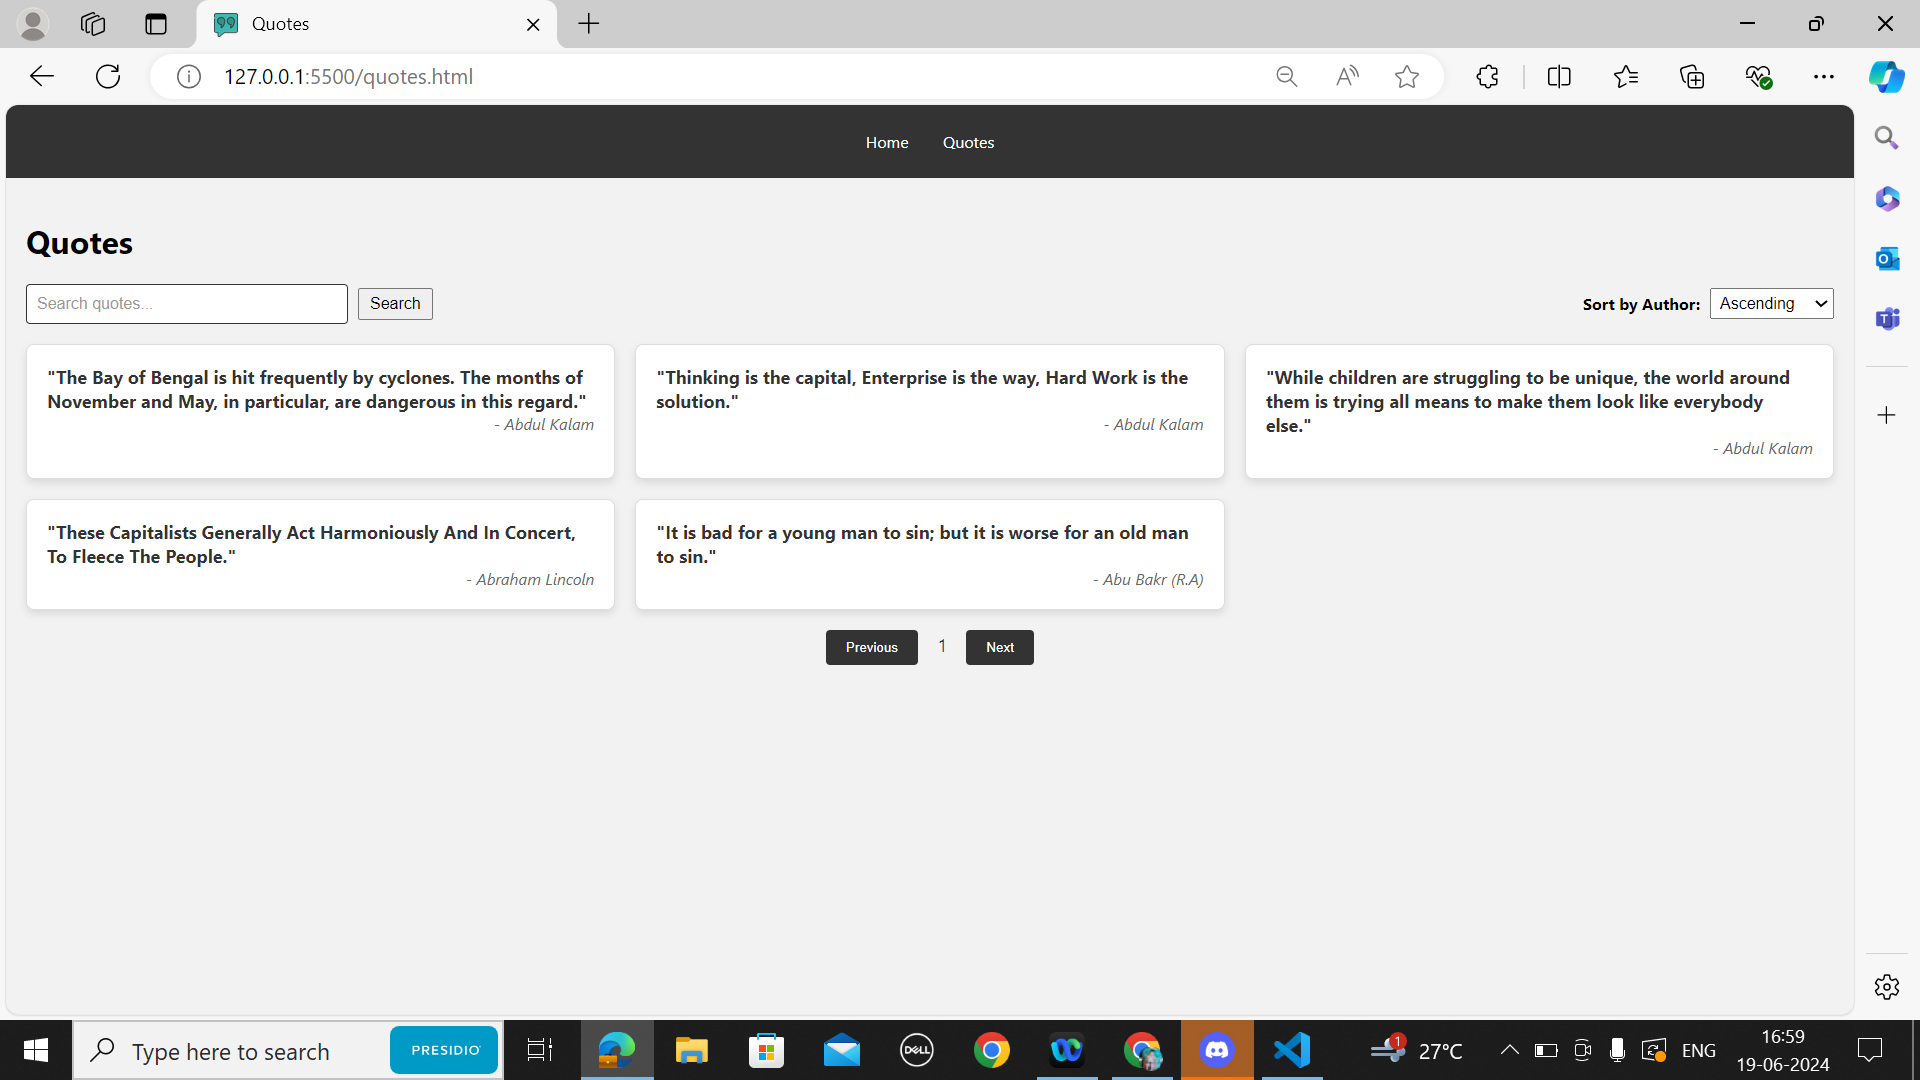 Quotes
127.0.0.1:5500/quotes.html
Home Quotes
Quotes
Search quotes...
Search
Sort by Author:
Ascending
"The Bay of Bengal is hit frequently by cyclones. The months of
November and May, in particular, are dangerous in this regard."
- Abdul Kalam
"Thinking is the capital, Enterprise is the way, Hard Work is the
solution."
- Abdul Kalam
"While children are struggling to be unique, the world around
them is trying all means to make them look like everybody
else."
- Abdul Kalam
"These Capitalists Generally Act Harmoniously And In Concert,
To Fleece The People."
- Abraham Lincoln
"It is bad for a young man to sin; but it is worse for an old man
to sin."
- Abu Bakr (R.A)
Previous 1 Next
Type here to search
PRESIDIO
DELL
1
27°C
ENG
16:59
19-06-2024